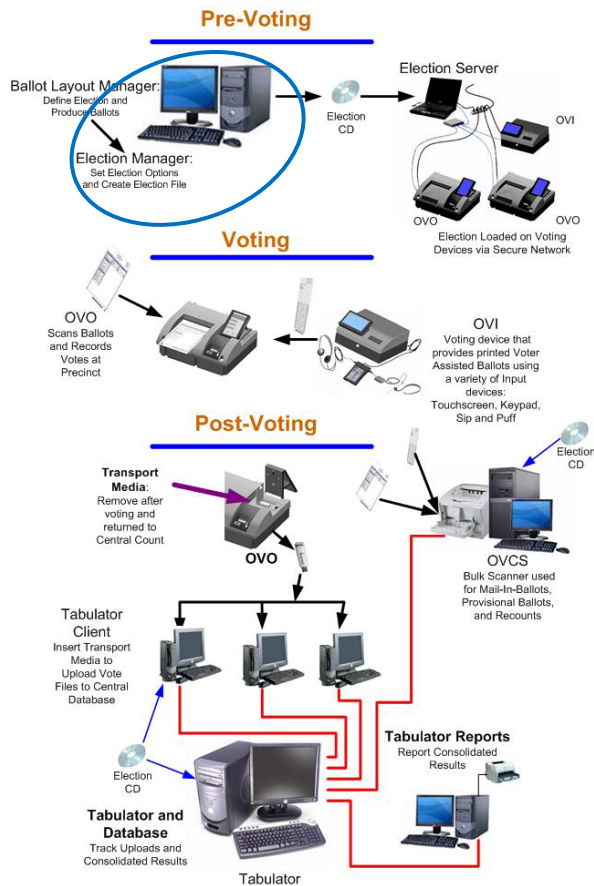 Pre-Voting
Ballot Layout Manager:
Define Election and
Produce Ballots
Election Manager:
Set Election Options
and Create Election File
Election
CD
Election Server
OVI
OVO
OVO
Election Loaded on Voting
Devices via Secure Network
Voting
OVO
Scans Ballots
and Records
Votes at
Precinct
OVI
Voting device that
provides printed Voter
Assisted Ballots using
a variety of Input
devices:
Touchscreen, Keypad,
Sip and Puff
Post-Voting
Transport
Media:
Remove after
voting and
returned to
Central Count
OVO
Election
CD
OVCS
Bulk Scanner used
for Mail-In-Ballots,
Provisional Ballots,
and Recounts
Tabulator
Client
Insert Transport
Media to
Upload Vote
Files to Central
Database
Election
CD
Tabulator and
Database
Track Uploads and
Consolidated Results
Tabulator
Tabulator Reports
Report Consolidated
Results